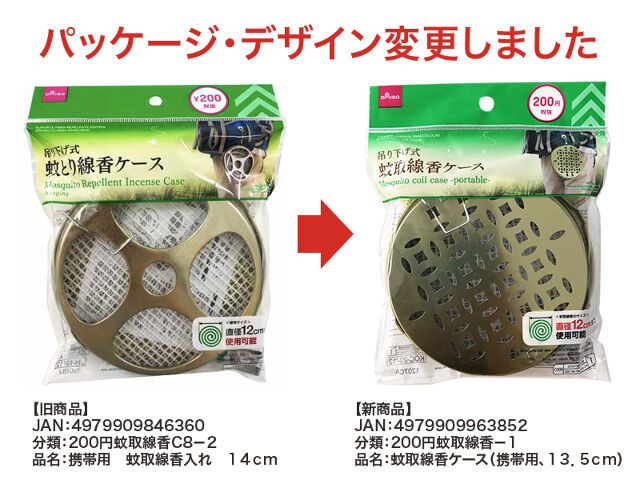 パッケージ・デザイン変更しました
DAISO
¥200
税抜
SUPORTE PARA REPELENTE ESPIRAL
吊り下げ式
蚊とり線香ケース
Mosquito Repellent Incense Case
hanging
直径12cm
使用可能
DAISO
200円
税抜
吊り下げ式
蚊取線香ケース
Mosquito coil case -portable-
直径12cm
使用可能
【旧商品】
JAN:4979909846360
分類:200円蚊取線香C8−2
品名:携帯用 蚊取線香入れ 14cm
【新商品】
JAN:4979909963852
分類:200円蚊取線香−1
品名:蚊取線香ケース(携帯用、13.5cm)